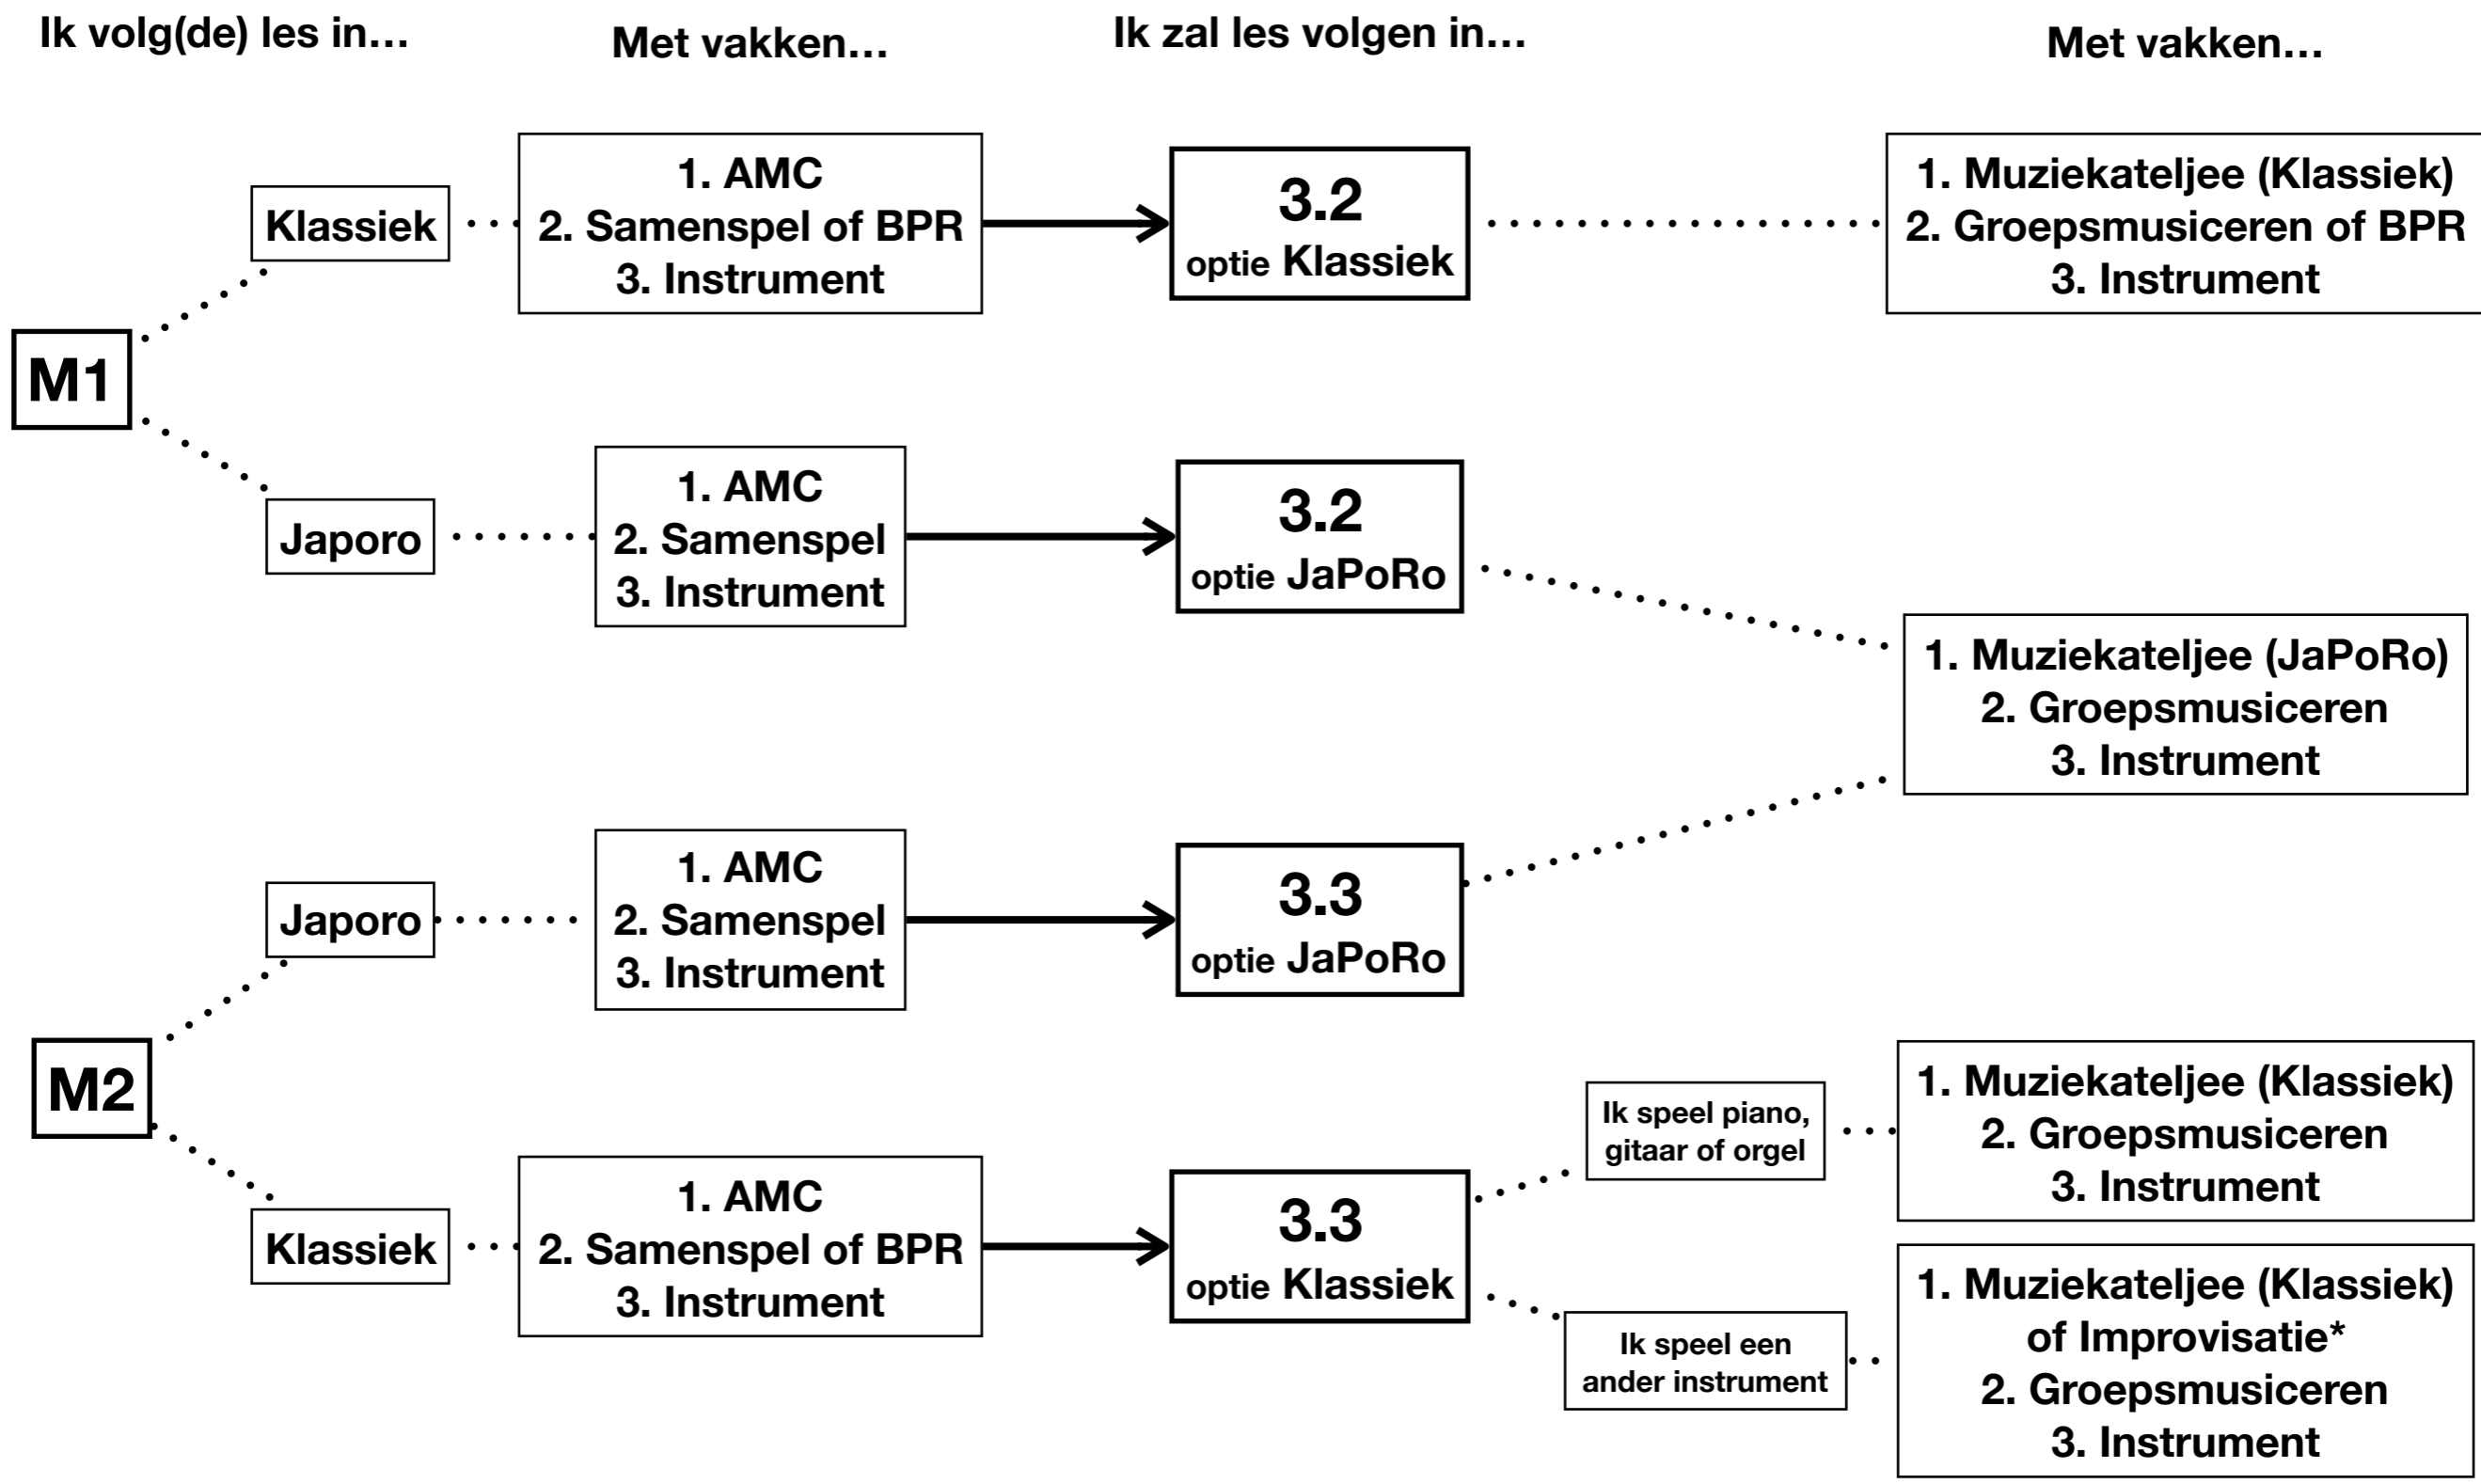 Ik volg(de) les in...
Met vakken...
Ik zal les volgen in...
Met vakken...
M1
Klassiek
1. AMC
2. Samenspel of BPR
3. Instrument
3.2
optie Klassiek
1. Muziekateljee (Klassiek)
2. Groepsmusiceren of BPR
3. Instrument
Japoro
1. AMC
2. Samenspel
3. Instrument
3.2
optie JaPoRo
1. Muziekateljee (JaPoRo)
2. Groepsmusiceren
3. Instrument
M2
Japoro
1. AMC
2. Samenspel
3. Instrument
3.3
optie JaPoRo
Klassiek
1. AMC
2. Samenspel of BPR
3. Instrument
3.3
optie Klassiek
Ik speel piano,
gitaar of orgel
1. Muziekateljee (Klassiek)
2. Groepsmusiceren
3. Instrument
Ik speel een
ander instrument
1. Muziekateljee (Klassiek)
of Improvisatie*
2. Groepsmusiceren
3. Instrument